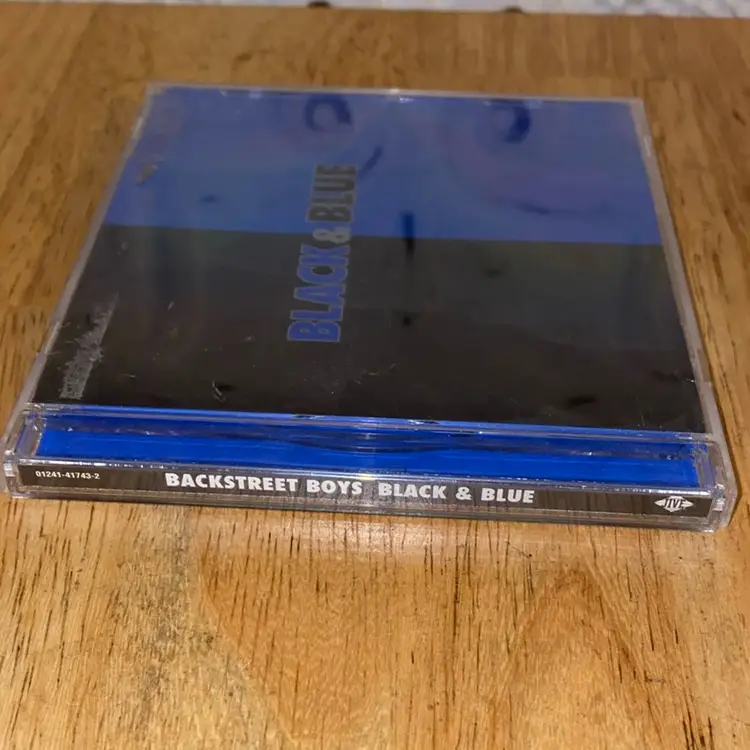 BLACK & BLUE
01241-41743-2
BACKSTREET BOYS BLACK & BLUE
JIVE